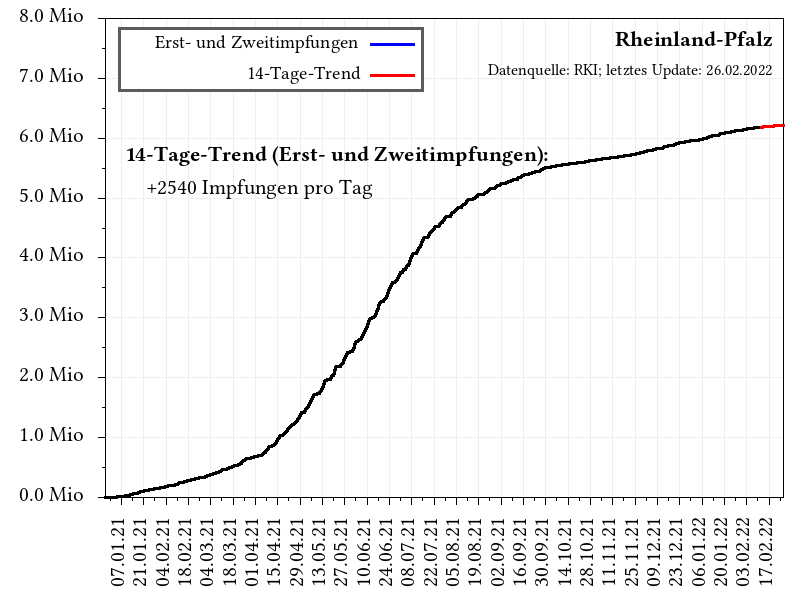 8.0 Mio
7.0 Mio
6.0 Mio
5.0 Mio
4.0 Mio
3.0 Mio
2.0 Mio
1.0 Mio
0.0 Mio
Erst- und Zweitimpfungen
14-Tage-Trend
Rheinland-Pfalz
Datenquelle: RKI; letztes Update: 26.02.2022
14-Tage-Trend (Erst- und Zweitimpfungen):
+2540 Impfungen pro Tag
07.01.21
21.01.21
04.02.21
18.02.21
04.03.21
18.03.21
01.04.21
15.04.21
29.04.21
13.05.21
27.05.21
10.06.21
24.06.21
08.07.21
22.07.21
05.08.21
19.08.21
02.09.21
16.09.21
30.09.21
14.10.21
28.10.21
11.11.21
25.11.21
09.12.21
23.12.21
06.01.22
20.01.22
03.02.22
17.02.22